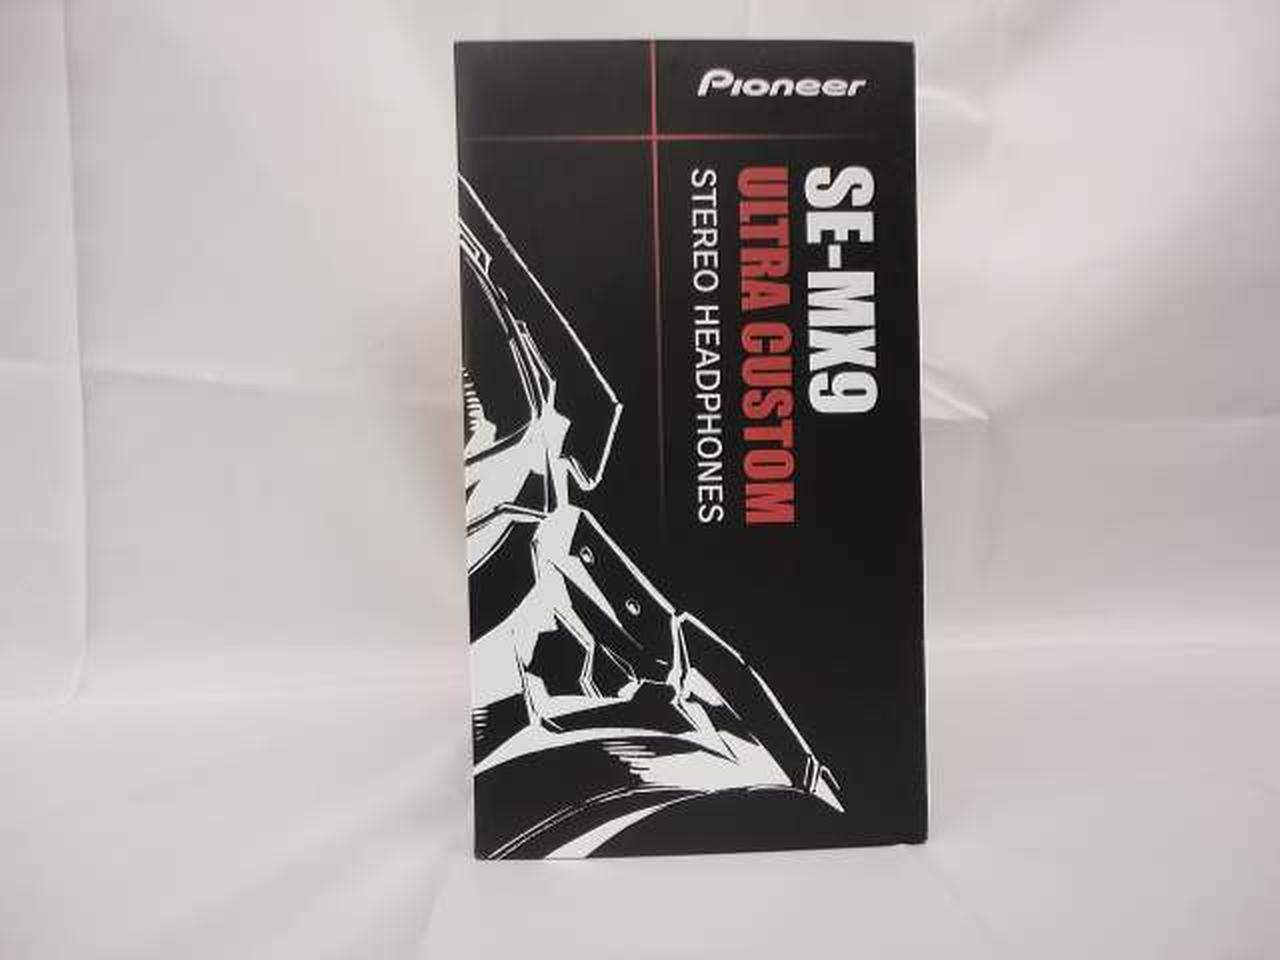 Pioneer
SE-MX9
ULTRA CUSTOM
STEREO HEADPHONES